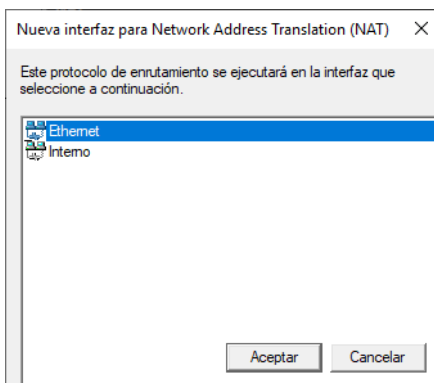 Nueva interfaz para Network Address Translation (NAT)
Este protocolo de enrutamiento se ejecutará en la interfaz que
seleccione a continuación.
Ethernet
Interno
Aceptar
Cancelar